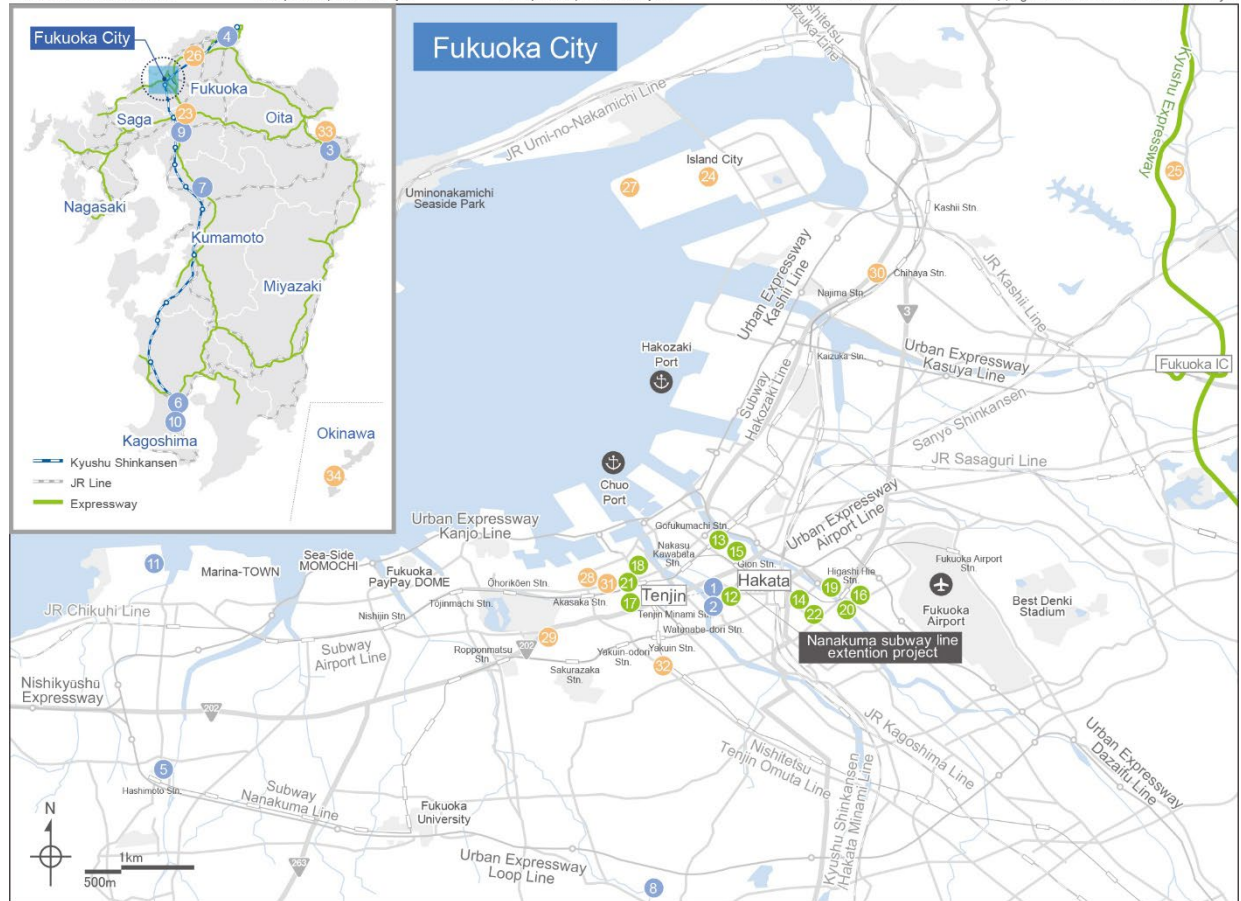 Fukuoka City
Fukuoka City
4
26
Fukuoka
Saga
23
Oita
9
33
3
7
Nagasaki
Kumamoto
Miyazaki
6
10
Kagoshima
Okinawa
34
Kyushu Shinkansen
JR Line
Expressway
JR Umi-no-Nakamichi Line
Kyushu Expressway
Island City
24
27
25
Uminonakamichi
Seaside Park
Kashii Stn.
JR Kashii Line
30
Chihaya Stn.
Najima Stn.
Urban Expressway
Kashii Line
3
Hakozaki
Port
Kaizuka Stn.
Urban Expressway
Kasuya Line
Fukuoka IC
Subway
Hakozaki Line
Sanyō Shinkansen
JR Sasaguri Line
Chuo
Port
Urban Expressway
Kanjo Line
Gofukumachi Stn.
Urban Expressway
Airport Line
13
15
Nakasu
Kawabata Stn.
Gion Stn.
11
Marina-TOWN
Sea-Side
MOMOCHI
Fukuoka
PayPay DOME
Ōhorikōen Stn.
28
31
18
21
17
Tenjin
1
2
12
Hakata
Higashi Hie
Stn.
19
16
14
22
20
Fukuoka Airport Stn.
Fukuoka
Airport
Best Denki
Stadium
JR Chikuhi Line
Nishijin Stn.
Tōjinmachi Stn.
Akasaka Stn.
Tenjin Minami Stn.
Watanabe-dori Stn.
Nanakuma subway line
extention project
Subway
Airport Line
29
202
Ropponmatsu
Stn.
Sakurazaka
Stn.
Yakuin-odori
Stn.
Yakuin Stn.
32
Nishikyūshū
Expressway
202
JR Kagoshima Line
Nishitetsu
Tenjin Omuta Line
Urban Expressway
Dazaifu Line
5
Hashimoto Stn.
Subway
Nanakuma Line
Fukuoka
University
Kyushu Shinkansen
/Hakata Minami Line
N
1km
500m
263
Urban Expressway
Loop Line
8